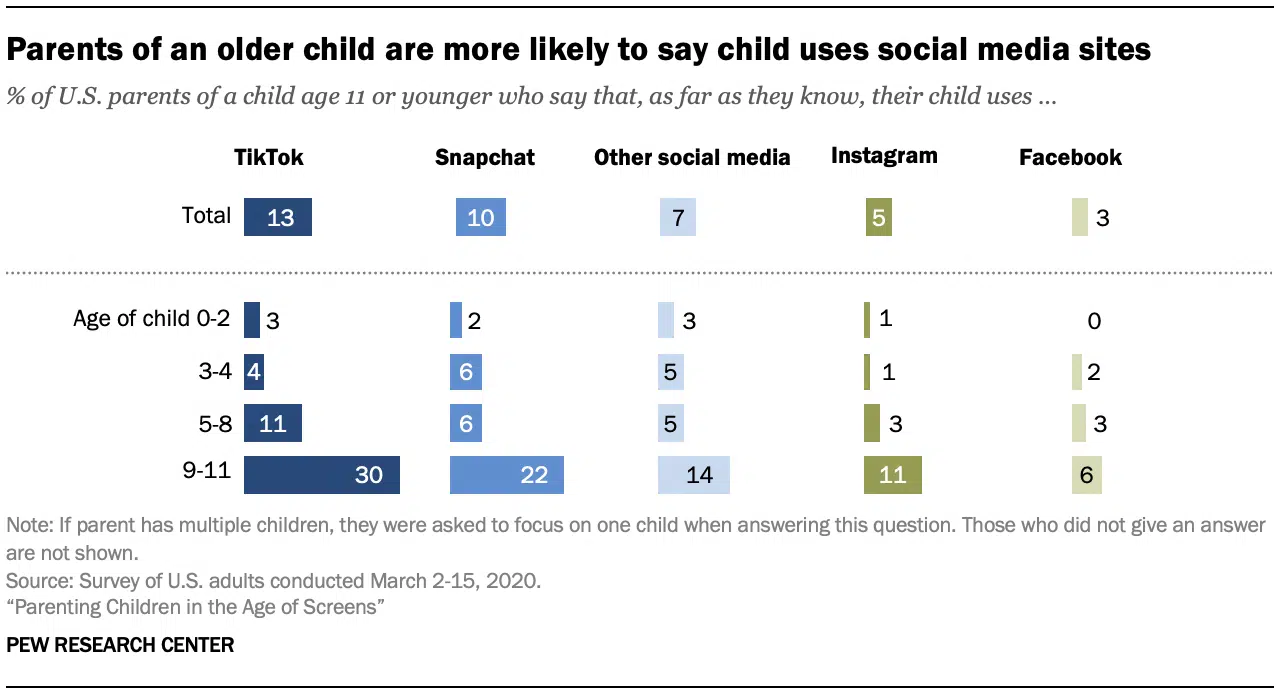 Parents of an older child are more likely to say child uses social media sites
% of U.S. parents of a child age 11 or younger who say that, as far as they know, their child uses ...
TikTok Snapchat Other social media Instagram Facebook
Total 13 10 7 5 3
Age of child 0-2 3 2 3 1 0
3-4 4 6 5 1 2
5-8 11 6 5 3 3
9-11 30 22 14 11 6
Note: If parent has multiple children, they were asked to focus on one child when answering this question. Those who did not give an answer
are not shown.
Source: Survey of U.S. adults conducted March 2-15, 2020.
“Parenting Children in the Age of Screens”
PEW RESEARCH CENTER